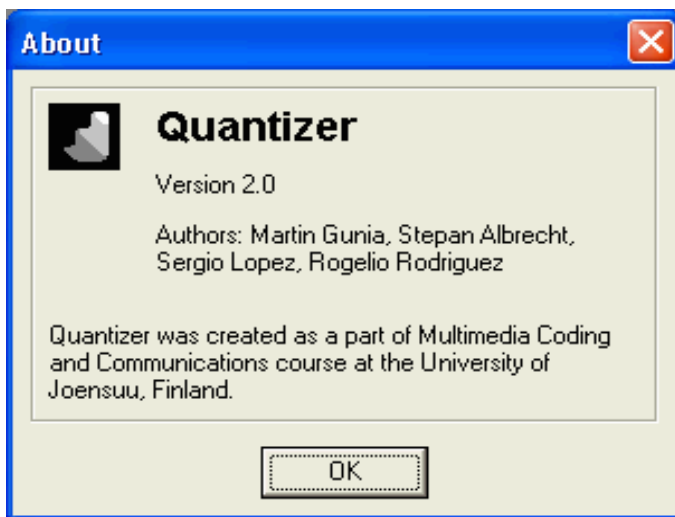 About
Quantizer
Version 2.0
Authors: Martin Gunia, Stepan Albrecht,
Sergio Lopez, Rogelio Rodriguez
Quantizer was created as a part of Multimedia Coding
and Communications course at the University of
Joensuu, Finland.
OK